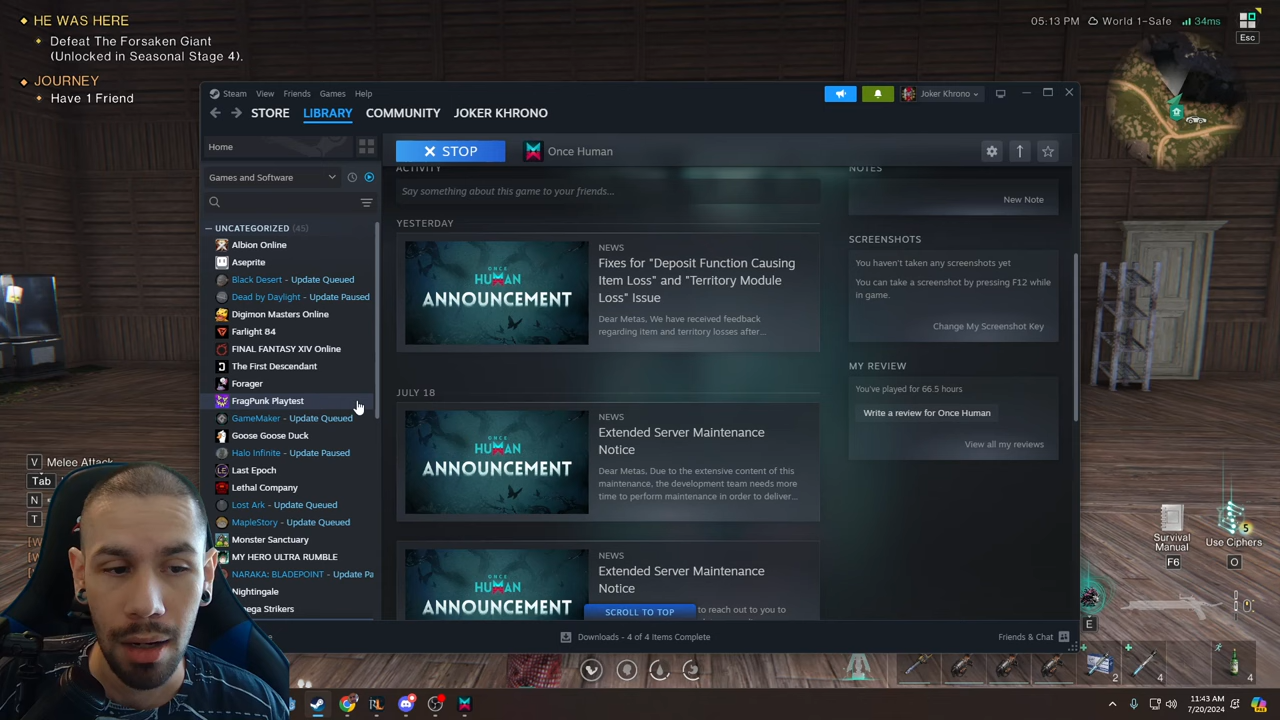 HE WAS HERE
Defeat The Forsaken Giant
(Unlocked in Seasonal Stage 4).
JOURNEY
Have 1 Friend
05:13 PM World 1-Safe 34ms
Esc
Steam View Friends Games Help
Joker Khrono
STORE LIBRARY COMMUNITY JOKER KHRONO
Home
STOP
Once Human
Games and Software
UNCATEGORIZED (45)
Albion Online
Aseprite
Black Desert - Update Queued
Dead by Daylight - Update Paused
Digimon Masters Online
Farlight 84
FINAL FANTASY XIV Online
The First Descendant
Forager
FragPunk Playtest
GameMaker - Update Queued
Goose Goose Duck
Halo Infinite - Update Paused
Last Epoch
Lethal Company
Lost Ark - Update Queued
MapleStory - Update Queued
Monster Sanctuary
MY HERO ULTRA RUMBLE
NARAKA: BLADEPOINT - Update Pa
Nightingale
ega Strikers
ACTIVITY
Say something about this game to your friends...
YESTERDAY
ONCE
HUMAN
ANNOUNCEMENT
NEWS
Fixes for "Deposit Function Causing
Item Loss" and "Territory Module
Loss" Issue
Dear Metas, We have received feedback
regarding item and territory losses after...
JULY 18
ONCE
HUMAN
ANNOUNCEMENT
NEWS
Extended Server Maintenance
Notice
Dear Metas, Due to the extensive content of this
maintenance, the development team needs more
time to perform maintenance in order to deliver...
ONCE
HUMAN
ANNOUNCEMENT
NEWS
Extended Server Maintenance
Notice
to reach out to you to
SCROLL TO TOP
NOTES
New Note
SCREENSHOTS
You haven't taken any screenshots yet
You can take a screenshot by pressing F12 while
in game.
Change My Screenshot Key
MY REVIEW
You've played for 66.5 hours
Write a review for Once Human
View all my reviews
Downloads - 4 of 4 Items Complete
Friends & Chat
V Melee Attack
Tab
N
T
Survival
Manual
F6
5
Use Ciphers
O
E
2
4
4
11:43 AM
7/20/2024